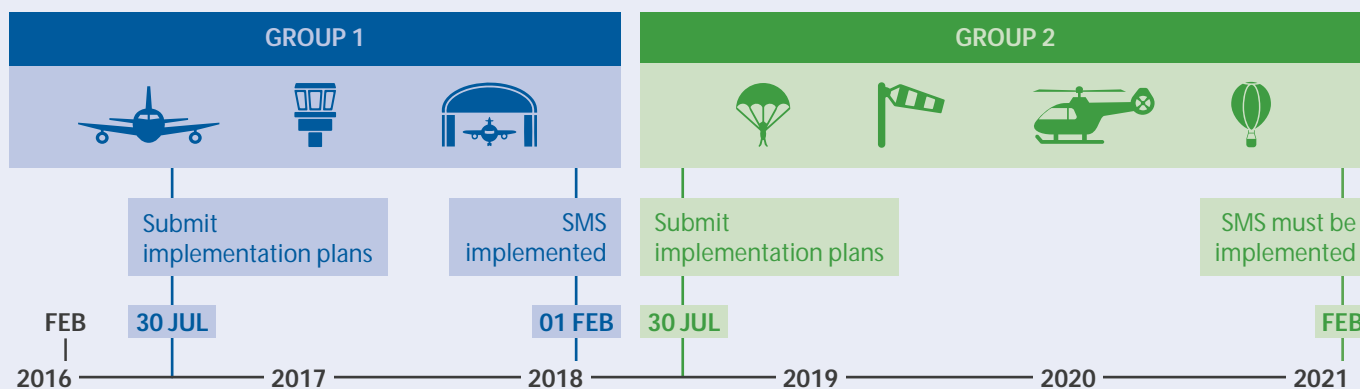 GROUP 1
GROUP 2
Submit
implementation plans
SMS
implemented
Submit
implementation plans
SMS must be
implemented
FEB
30 JUL
01 FEB
30 JUL
FEB
2016
2017
2018
2019
2020
2021